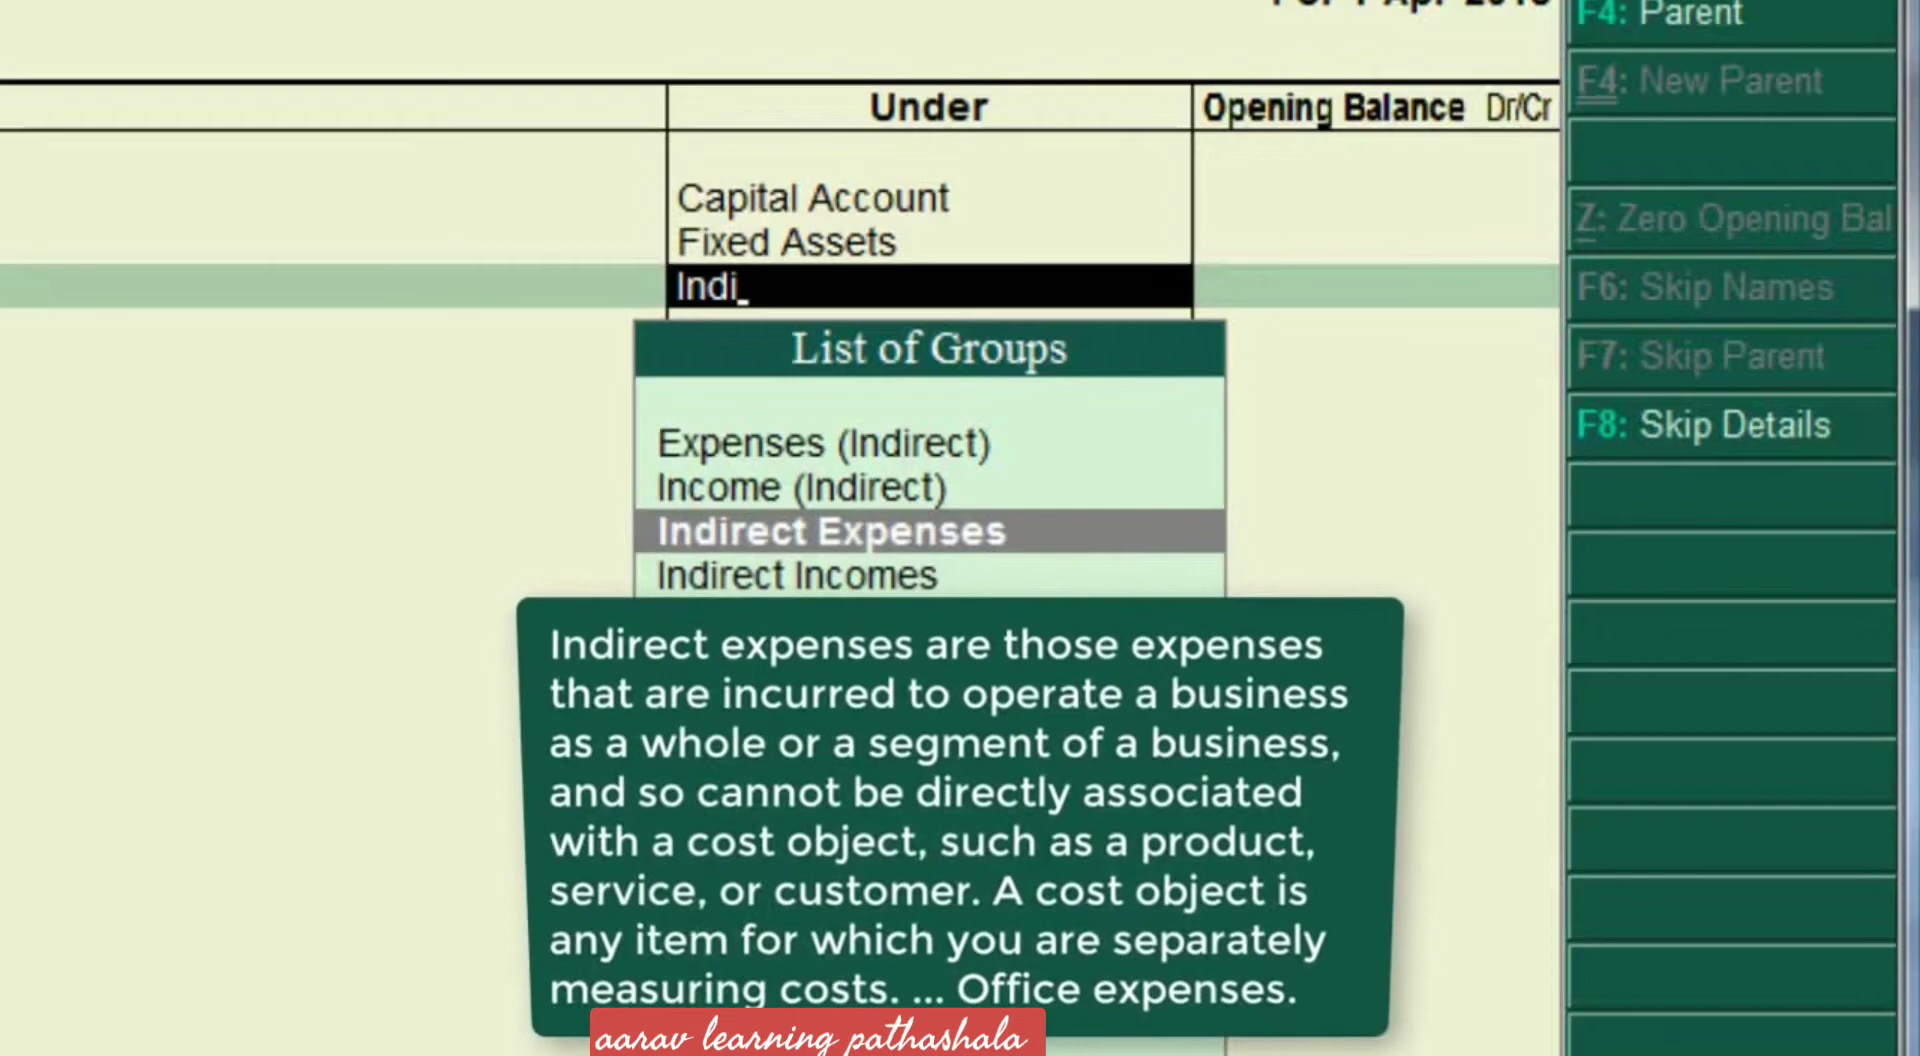 F4: Parent
F4: New Parent
Under
Opening Balance Dr/Cr
Z: Zero Opening Bal
Capital Account
Fixed Assets
Indi
F6: Skip Names
F7: Skip Parent
F8: Skip Details
List of Groups
Expenses (Indirect)
Income (Indirect)
Indirect Expenses
Indirect Incomes
Indirect expenses are those expenses
that are incurred to operate a business
as a whole or a segment of a business,
and so cannot be directly associated
with a cost object, such as a product,
service, or customer. A cost object is
any item for which you are separately
measuring costs. ... Office expenses.
aarav learning pathashala